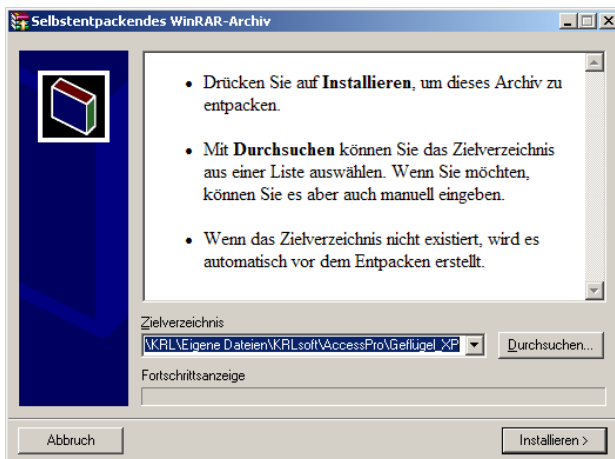 Selbstentpackendes WinRAR-Archiv
• Drücken Sie auf Installieren, um dieses Archiv zu
entpacken.
• Mit Durchsuchen können Sie das Zielverzeichnis
aus einer Liste auswählen. Wenn Sie möchten,
können Sie es aber auch manuell eingeben.
• Wenn das Zielverzeichnis nicht existiert, wird es
automatisch vor dem Entpacken erstellt.
Zielverzeichnis
\KRL\Eigene Dateien\KRLsoft\AccessPro\Geflügel_XP
Durchsuchen...
Fortschrittsanzeige
Abbruch
Installieren >